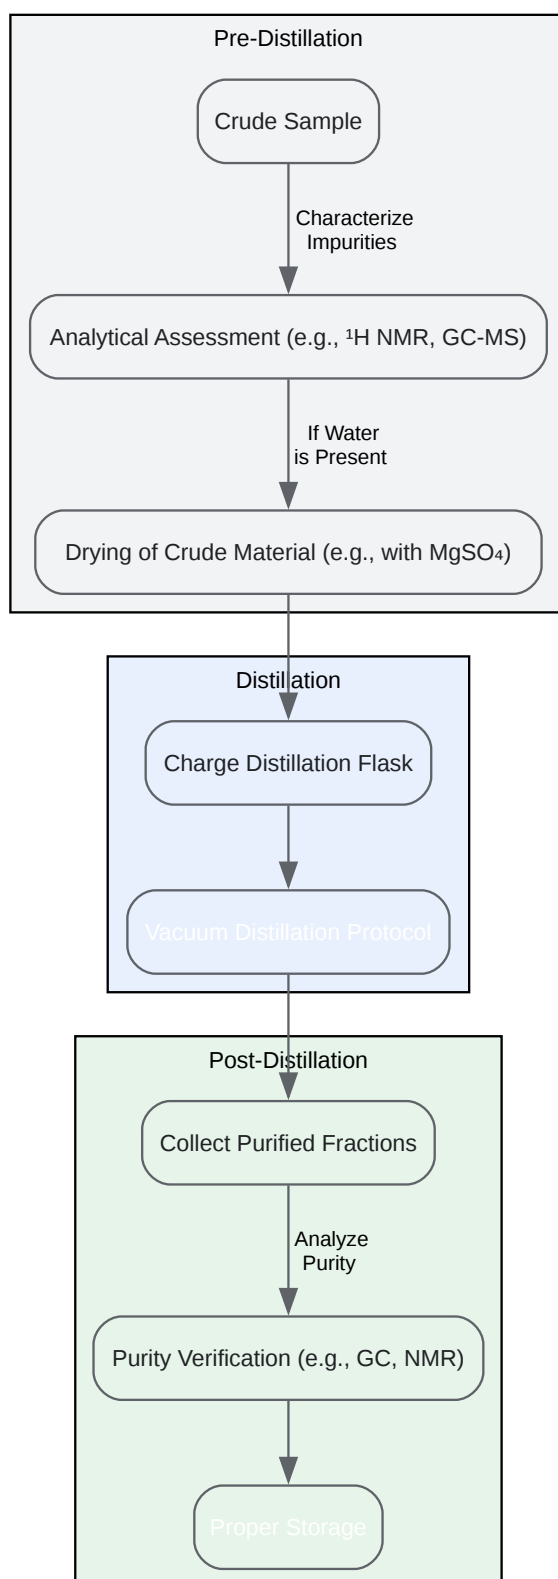 Pre-Distillation
Crude Sample
Characterize
Impurities
Analytical Assessment (e.g., ¹H NMR, GC-MS)
If Water
is Present
Drying of Crude Material (e.g., with MgSO₄)
Distillation
Charge Distillation Flask
Vacuum Distillation Protocol
Post-Distillation
Collect Purified Fractions
Analyze
Purity
Purity Verification (e.g., GC, NMR)
Proper Storage